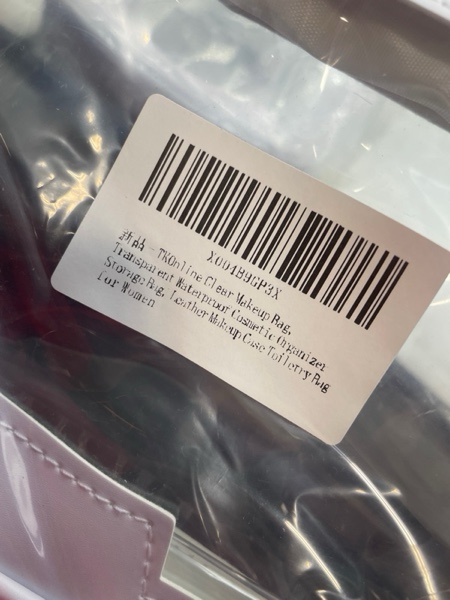 X004B9GP3X
新品 - TKOnline Clear Makeup Bag,
Transparent Waterproof Cosmetic Organizer
Storage Bag, Leather Makeup Case Toiletry Bag
for Women